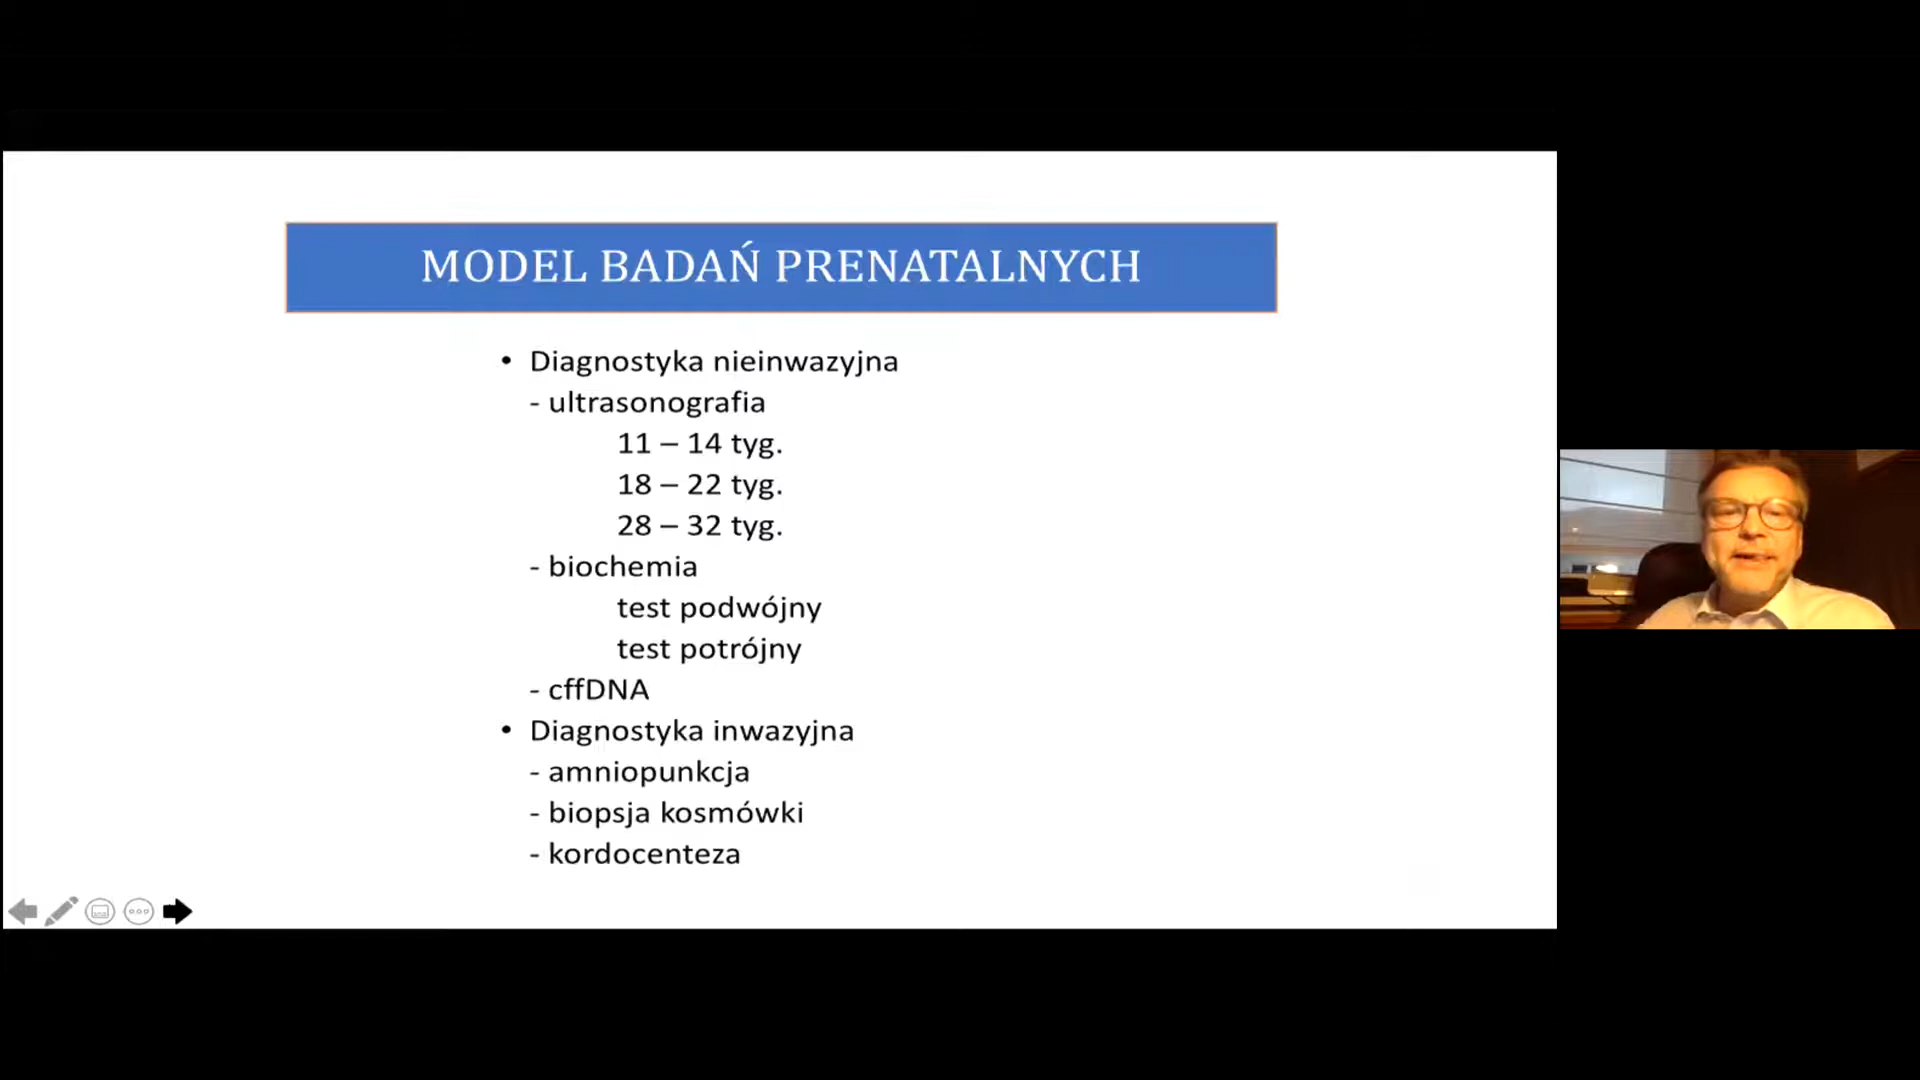 MODEL BADAŃ PRENATALNYCH
• Diagnostyka nieinwazyjna
- ultrasonografia
11 – 14 tyg.
18 – 22 tyg.
28 – 32 tyg.
- biochemia
test podwójny
test potrójny
- cffDNA
• Diagnostyka inwazyjna
- amniopunkcja
- biopsja kosmówki
- kordocenteza